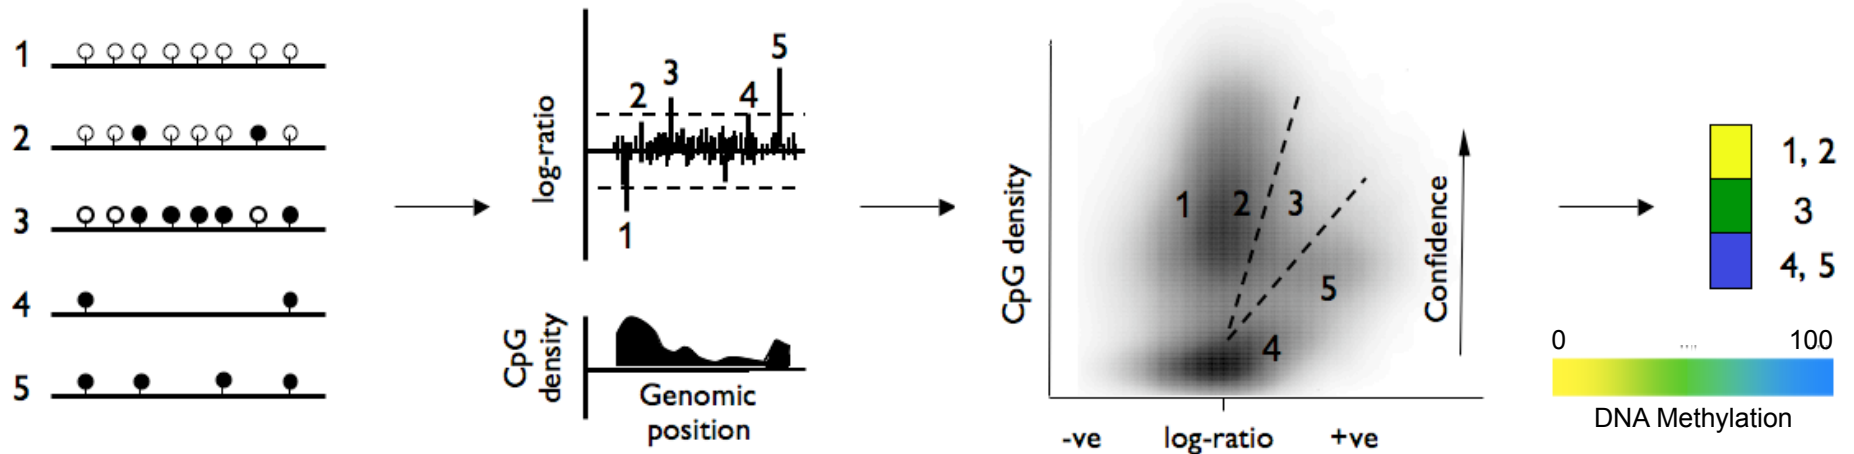 1
2
3
4
5
log-ratio
1
2
3
4
5
CpG
density
Genomic
position
CpG density
1
2
3
4
5
-ve
log-ratio
+ve
Confidence
1, 2
3
4, 5
0
100
DNA Methylation